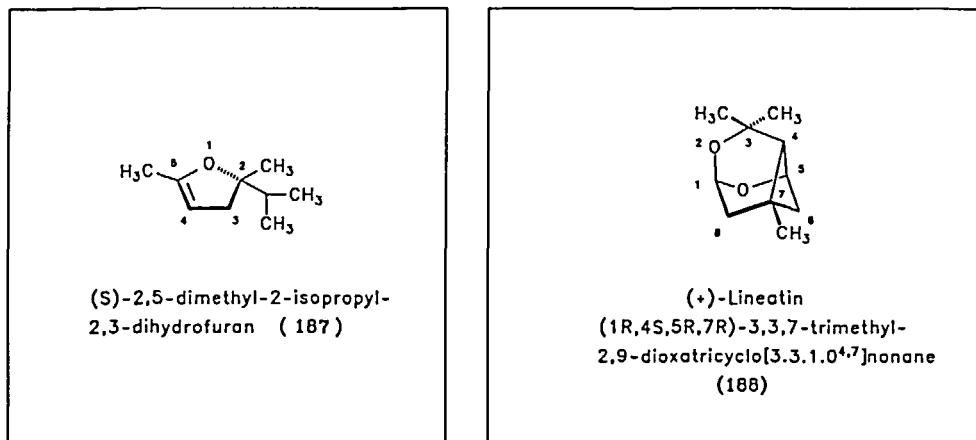 1
5
O
H₃C
2
CH₃
CH₃
4
3
CH₃
(S)-2,5-dimethyl-2-isopropyl-
2,3-dihydrofuran (187)
H₃C
CH₃
3
4
2
O
5
1
O
7
6
8
CH₃
(+)-Lineatin
(1R,4S,5R,7R)-3,3,7-trimethyl-
2,9-dioxatricyclo[3.3.1.0⁴,⁷]nonane
(188)